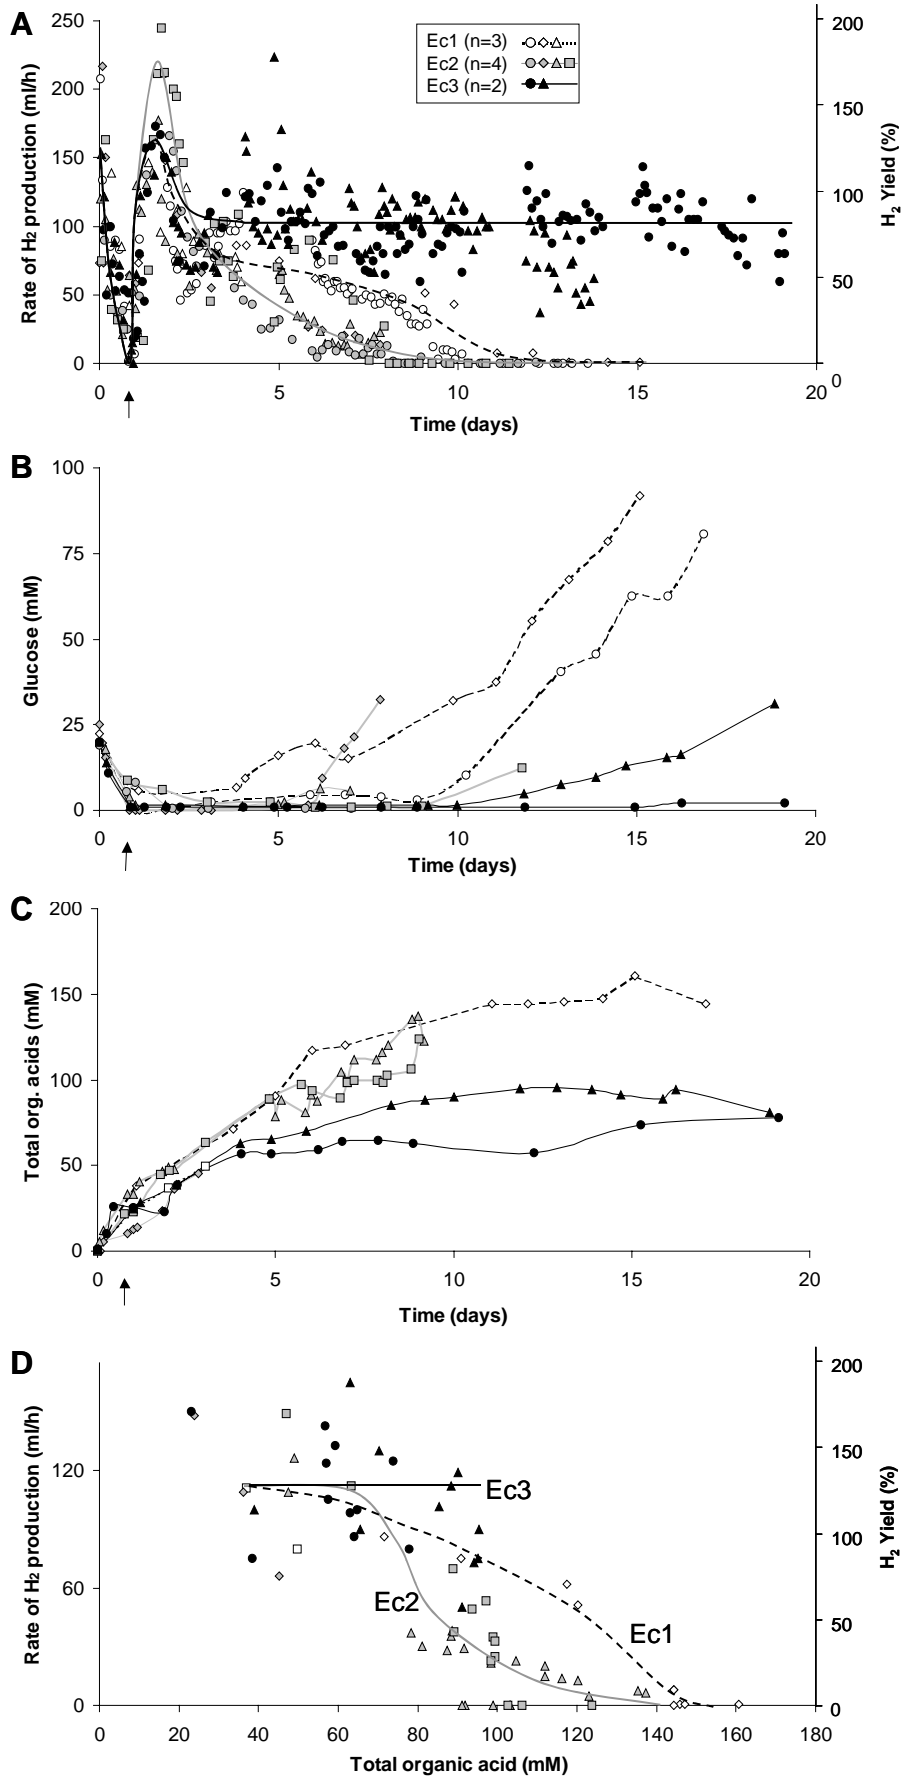 A
250
200
150
100
50
0
Rate of H2 production (ml/h)
Ec1 (n=3)
Ec2 (n=4)
Ec3 (n=2)
200
150
100
50
0
H2 Yield (%)
0 5 10 15 20
Time (days)
B
100
75
50
25
0
Glucose (mM)
0 5 10 15 20
Time (days)
C
200
150
100
50
0
Total org. acids (mM)
0 5 10 15 20
Time (days)
D
120
60
0
Rate of H2 production (ml/h)
Ec3
Ec2
Ec1
200
150
100
50
0
H2 Yield (%)
0 20 40 60 80 100 120 140 160 180
Total organic acid (mM)